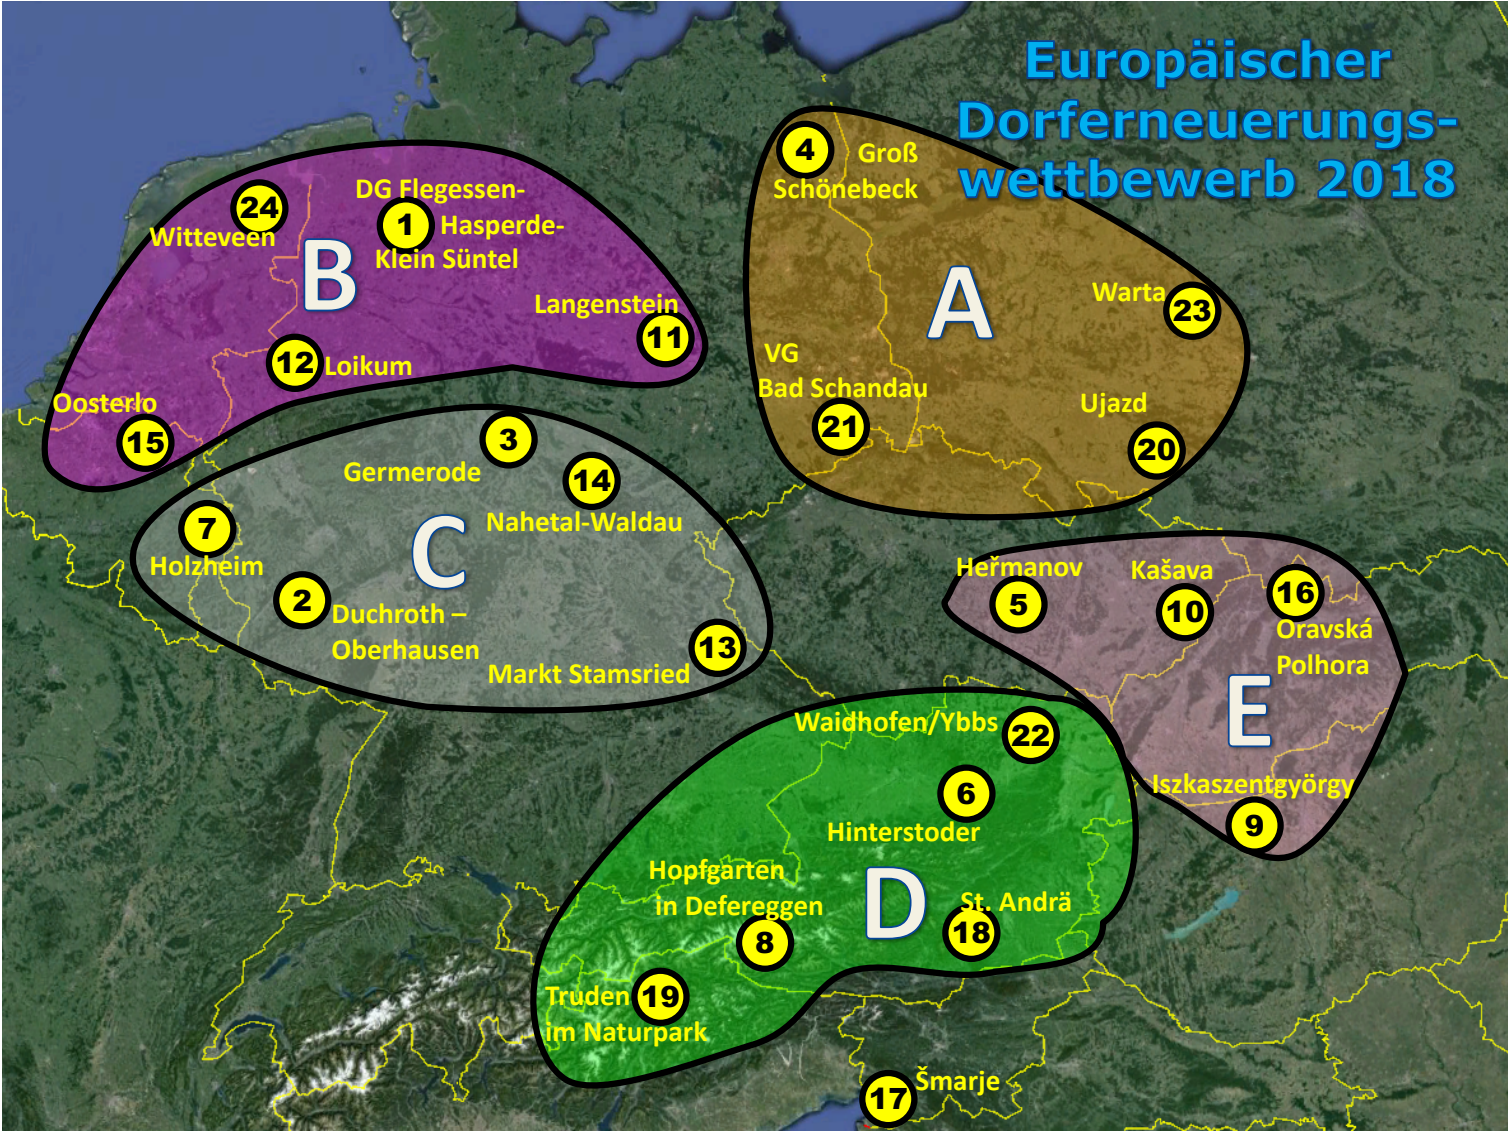 Europäischer
Dorferneuerungs-
wettbewerb 2018
4
Groß
Schönebeck
A
Warta
23
VG
Bad Schandau
21
Ujazd
20
24
Witteveen
DG Flegessen-
1
Hasperde-
Klein Süntel
B
Langenstein
11
12
Loikum
Oosterlo
15
3
Germerode
14
Nahetal-Waldau
7
Holzheim
C
2
Duchroth –
Oberhausen
Markt Stamsried
13
Heřmanov
5
Kašava
10
16
Oravská
Polhora
E
Iszkaszentgyörgy
9
Waidhofen/Ybbs
22
6
Hinterstoder
Hopfgarten
in Defereggen
8
D
St. Andrä
18
Truden
19
im Naturpark
Šmarje
17